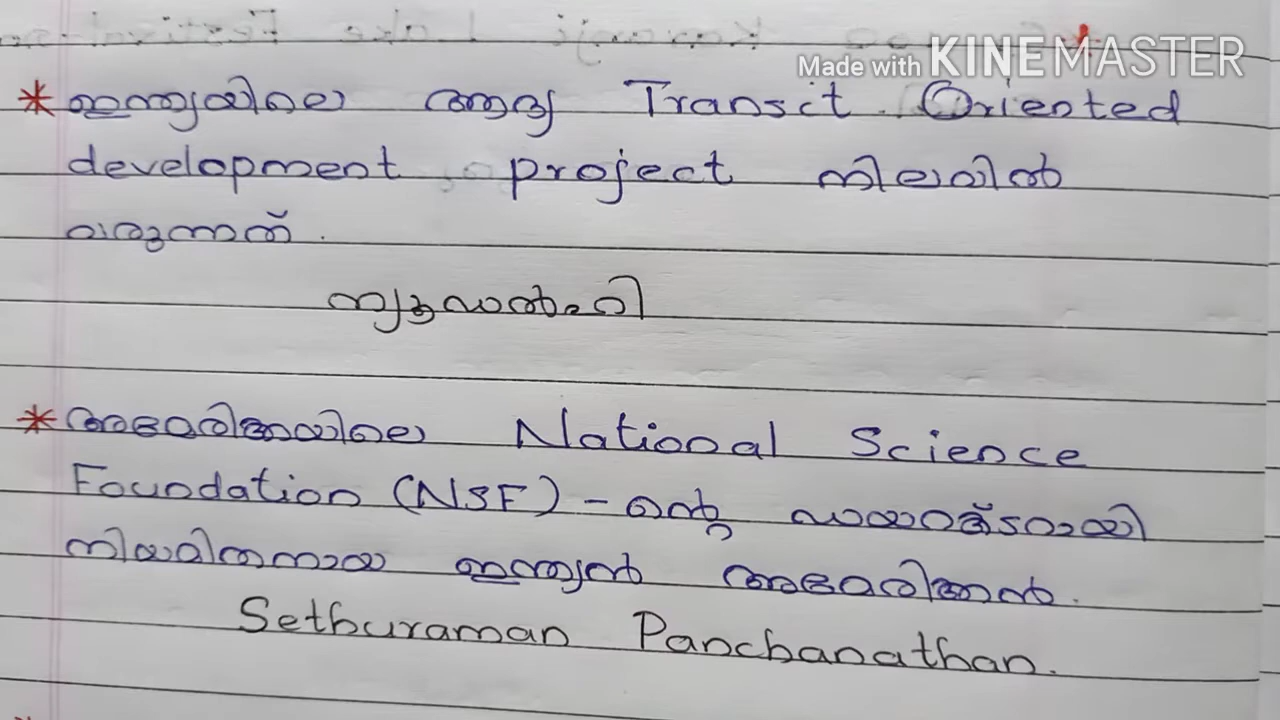 Made with KINEMASTER
* ഇന്ത്യയിലെ ആദ്യ Transit Oriented
development project നിലവിൽ
വരുന്നത്.
ന്യൂഡൽഹി
* അമേരിക്കയിലെ National Science
Foundation (NSF) - ന്റെ ഡയറക്ടറായി
നിയമിതനായ ഇന്ത്യൻ അമേരിക്കൻ.
Sethuraman Panchanathan.